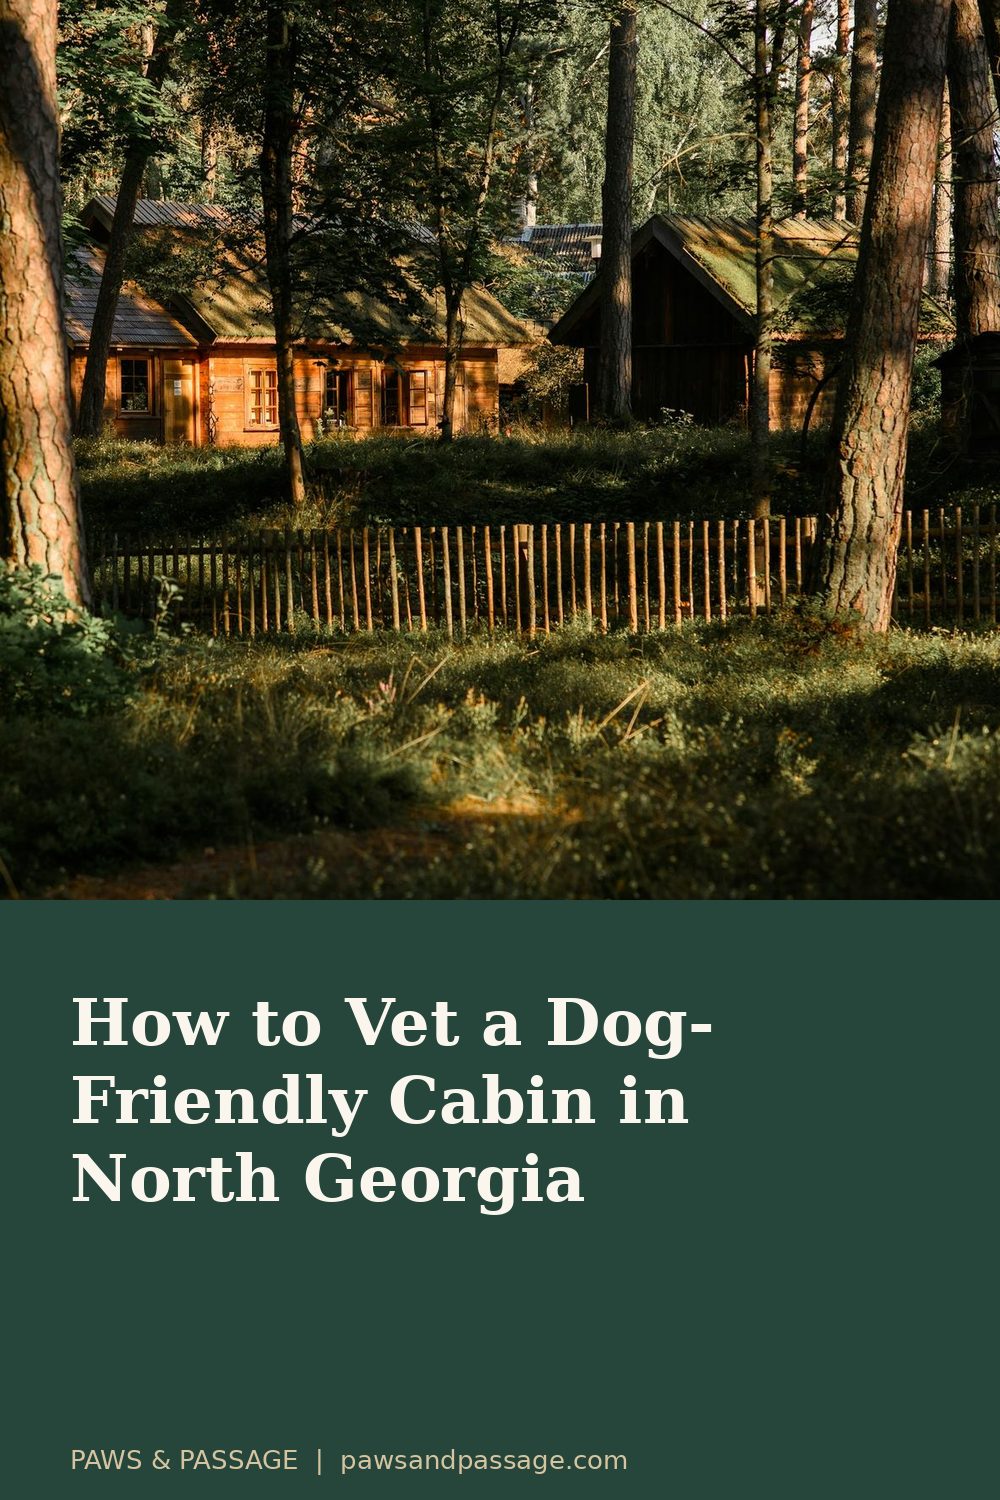 How to Vet a Dog-
Friendly Cabin in
North Georgia
PAWS & PASSAGE | pawsandpassage.com